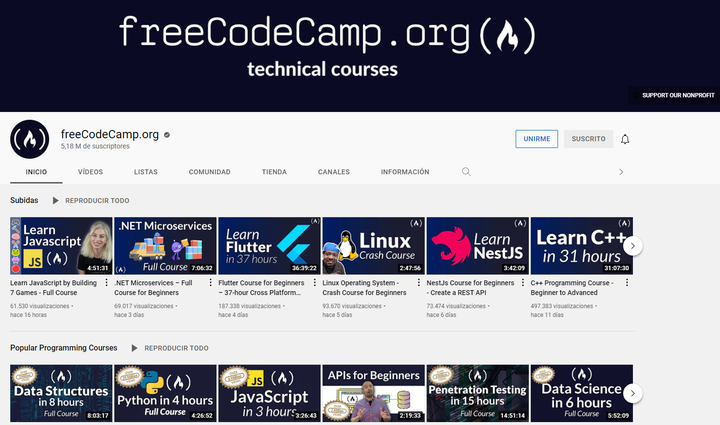 freeCodeCamp.org
technical courses
SUPPORT OUR NONPROFIT
freeCodeCamp.org
5,18 M de suscriptores
UNIRME
SUSCRITO
INICIO
VÍDEOS
LISTAS
COMUNIDAD
TIENDA
CANALES
INFORMACIÓN
Subidas
REPRODUCIR TODO
Learn
Javascript
JS
4:51:31
.NET Microservices
Full Course
7:06:32
Learn
Flutter
in 37 hours
36:39:22
Linux
Crash Course
2:47:56
Learn
NestJS
3:42:09
Learn C++
in 31 hours
31:07:30
Learn JavaScript by Building
7 Games - Full Course
61.530 visualizaciones •
hace 16 horas
.NET Microservices – Full
Course for Beginners
69.017 visualizaciones •
hace 3 días
Flutter Course for Beginners
– 37-hour Cross Platform...
187.338 visualizaciones •
hace 4 días
Linux Operating System -
Crash Course for Beginners
93.670 visualizaciones •
hace 5 días
NestJs Course for Beginners
- Create a REST API
73.474 visualizaciones •
hace 6 días
C++ Programming Course -
Beginner to Advanced
497.383 visualizaciones •
hace 11 días
Popular Programming Courses
REPRODUCIR TODO
Data Structures
in 8 hours
Full Course
8:03:17
Python in 4 hours
Full Course
4:26:52
JS
JavaScript
in 3 hours
3:26:43
APIs for Beginners
2:19:33
Penetration Testing
in 15 hours
Full Course
14:51:14
Data Science
in 6 hours
Full Course
5:52:09